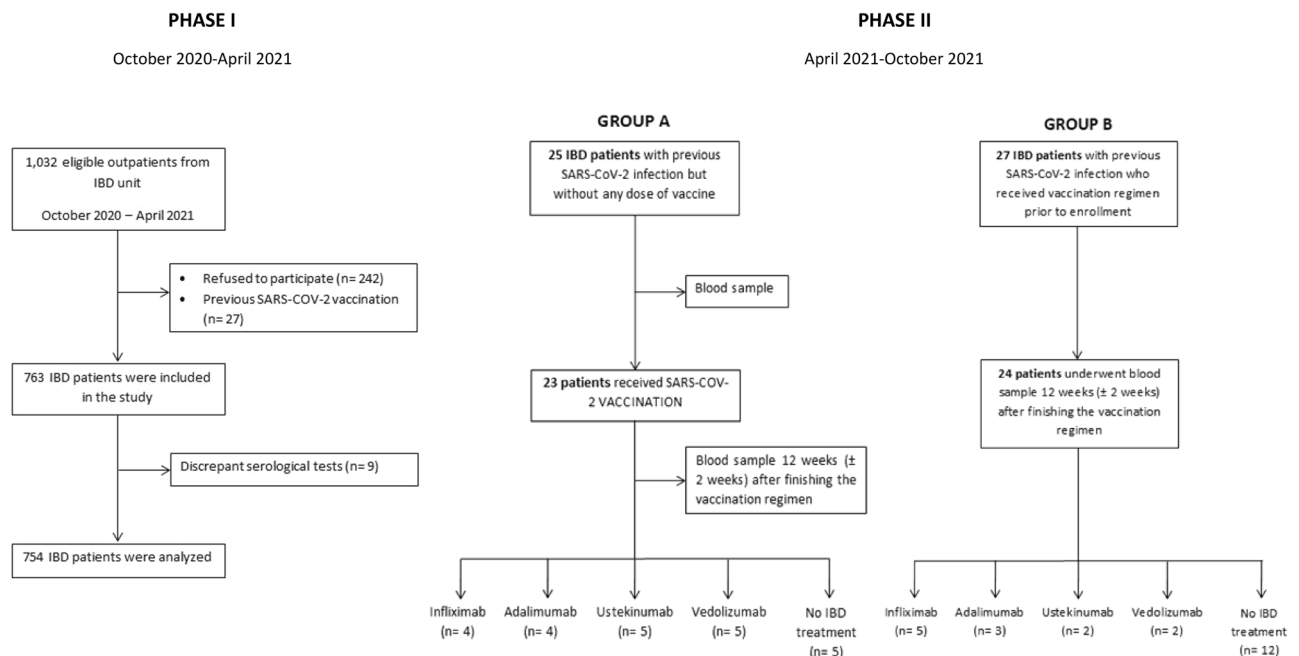 PHASE I
October 2020-April 2021
1,032 eligible outpatients from
IBD unit
October 2020 – April 2021
• Refused to participate (n= 242)
• Previous SARS-COV-2 vaccination
(n= 27)
763 IBD patients were included
in the study
Discrepant serological tests (n= 9)
754 IBD patients were analyzed
PHASE II
April 2021-October 2021
GROUP A
25 IBD patients with previous
SARS-CoV-2 infection but
without any dose of vaccine
Blood sample
23 patients received SARS-COV-
2 VACCINATION
Blood sample 12 weeks (±
2 weeks) after finishing the
vaccination regimen
Infliximab
(n= 4)
Adalimumab
(n= 4)
Ustekinumab
(n= 5)
Vedolizumab
(n= 5)
No IBD
treatment
(n= 5)
GROUP B
27 IBD patients with previous
SARS-CoV-2 infection who
received vaccination regimen
prior to enrollment
24 patients underwent blood
sample 12 weeks (± 2 weeks)
after finishing the vaccination
regimen
Infliximab
(n= 5)
Adalimumab
(n= 3)
Ustekinumab
(n= 2)
Vedolizumab
(n= 2)
No IBD
treatment
(n= 12)